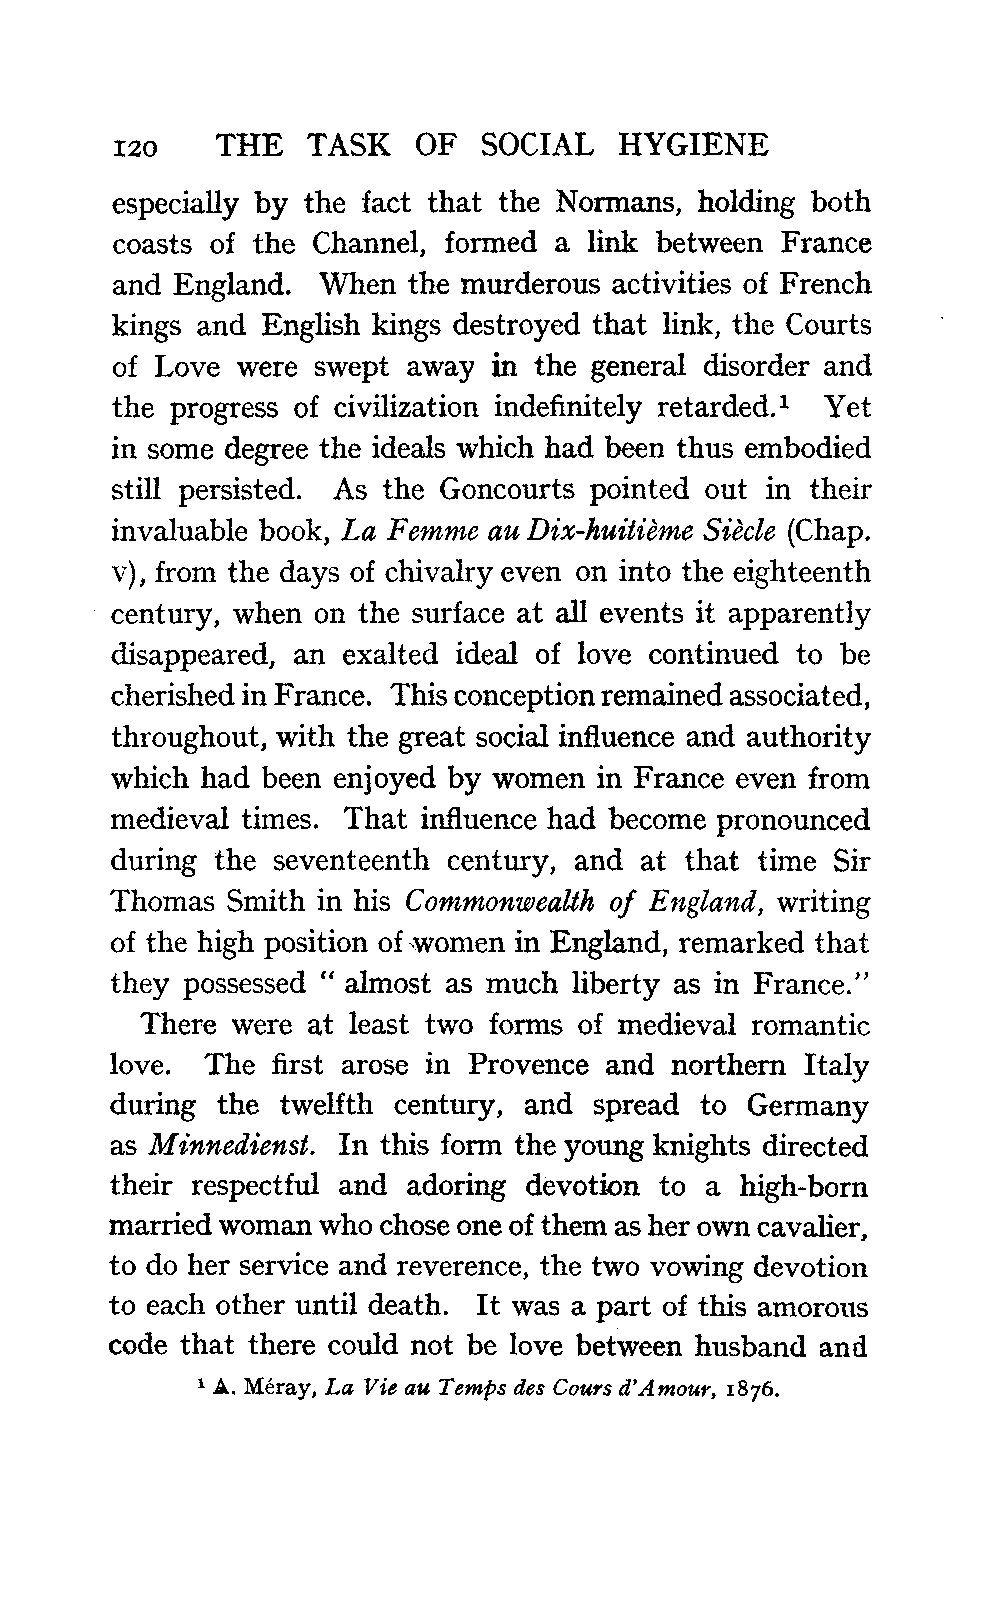 120 THE TASK OF SOCIAL HYGIENE
especially by the fact that the Normans, holding both
coasts of the Channel, formed a link between France
and England. When the murderous activities of French
kings and English kings destroyed that link, the Courts
of Love were swept away in the general disorder and
the progress of civilization indefinitely retarded.¹ Yet
in some degree the ideals which had been thus embodied
still persisted. As the Goncourts pointed out in their
invaluable book, La Femme au Dix-huitième Siècle (Chap.
v), from the days of chivalry even on into the eighteenth
century, when on the surface at all events it apparently
disappeared, an exalted ideal of love continued to be
cherished in France. This conception remained associated,
throughout, with the great social influence and authority
which had been enjoyed by women in France even from
medieval times. That influence had become pronounced
during the seventeenth century, and at that time Sir
Thomas Smith in his Commonwealth of England, writing
of the high position of women in England, remarked that
they possessed “ almost as much liberty as in France.”
There were at least two forms of medieval romantic
love. The first arose in Provence and northern Italy
during the twelfth century, and spread to Germany
as Minnedienst. In this form the young knights directed
their respectful and adoring devotion to a high-born
married woman who chose one of them as her own cavalier,
to do her service and reverence, the two vowing devotion
to each other until death. It was a part of this amorous
code that there could not be love between husband and
¹ A. Méray, La Vie au Temps des Cours d'Amour, 1876.